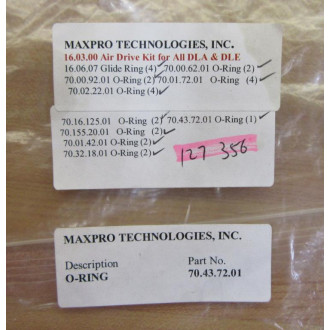 MAXPRO TECHNOLOGIES, INC.
16.03.00 Air Drive Kit for All DLA & DLE
16.06.07 Glide Ring (4) 70.00.62.01 O-Ring (2)
70.00.92.01 O-Ring (2) 70.01.72.01 O-Ring (4)
70.02.22.01 O-Ring (4)
70.16.125.01 O-Ring (2) 70.43.72.01 O-Ring (1)
70.155.20.01 O-Ring (2)
70.01.42.01 O-Ring (2)
70.32.18.01 O-Ring (2)
127 356
MAXPRO TECHNOLOGIES, INC.
Description Part No.
O-RING 70.43.72.01